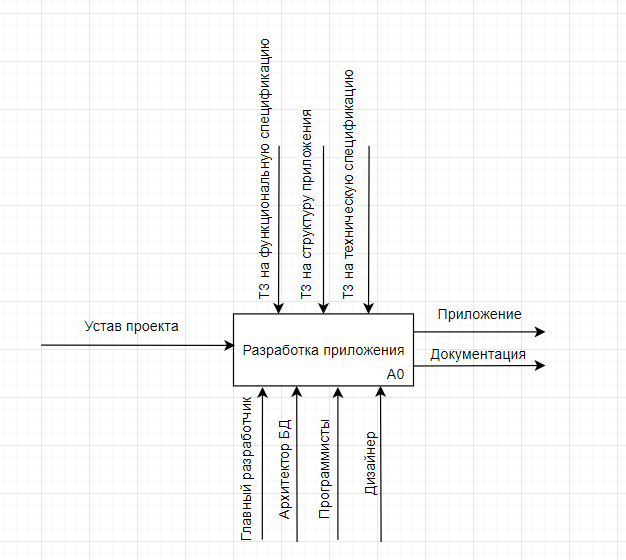 ТЗ на функциональную спецификацию
ТЗ на структуру приложения
ТЗ на техническую спецификацию
Устав проекта
Разработка приложения
A0
Приложение
Документация
Главный разработчик
Архитектор БД
Программисты
Дизайнер